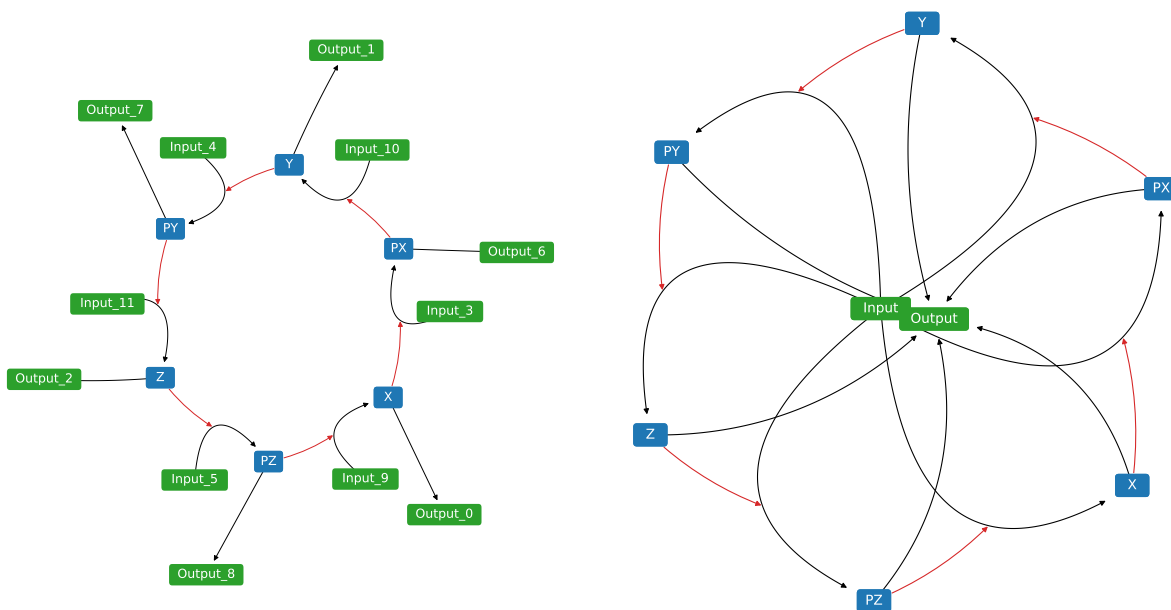 Output_1
Output_7
Input_4
Input_10
Y
PY
PX
Output_6
Input_11
Input_3
Z
Output_2
X
PZ
Input_5
Input_9
Output_0
Output_8
Y
PY
PX
Input
Output
Z
X
PZ